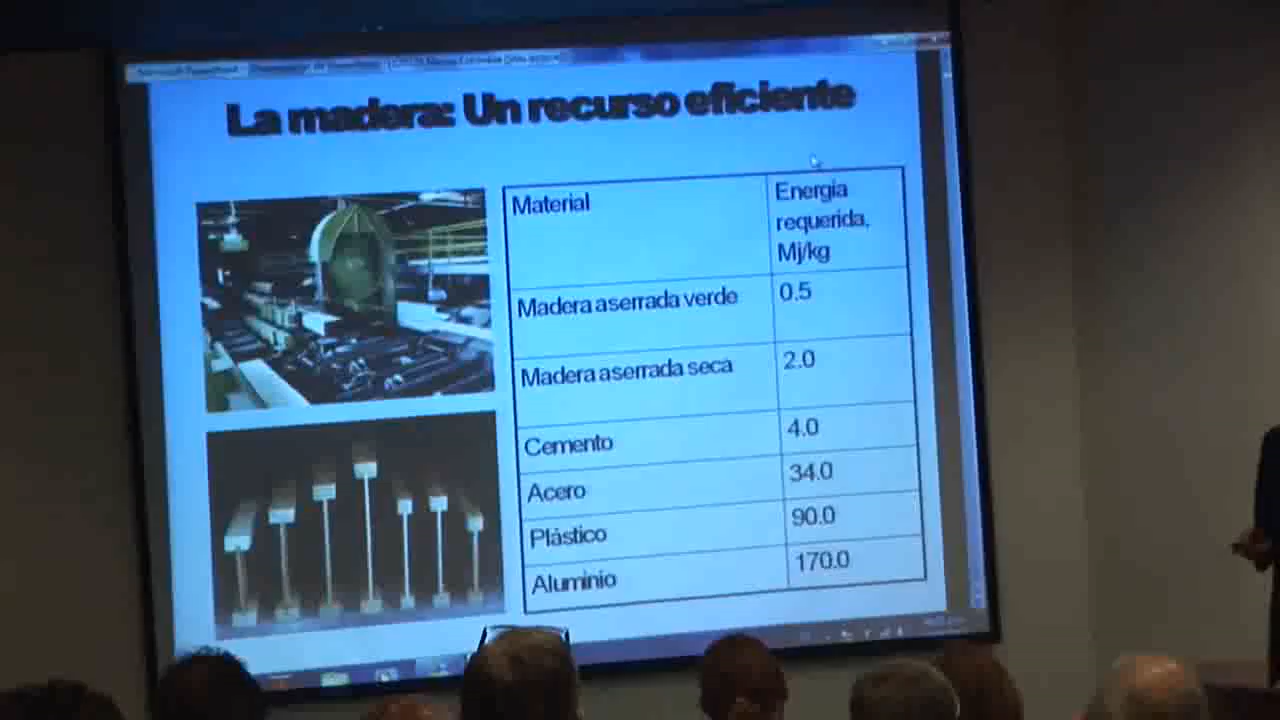 La madera: Un recurso eficiente
Material
Energia
requerida,
Mj/kg
Madera aserrada verde
0.5
Madera aserrada seca
2.0
Cemento
4.0
Acero
34.0
Plástico
90.0
Aluminio
170.0